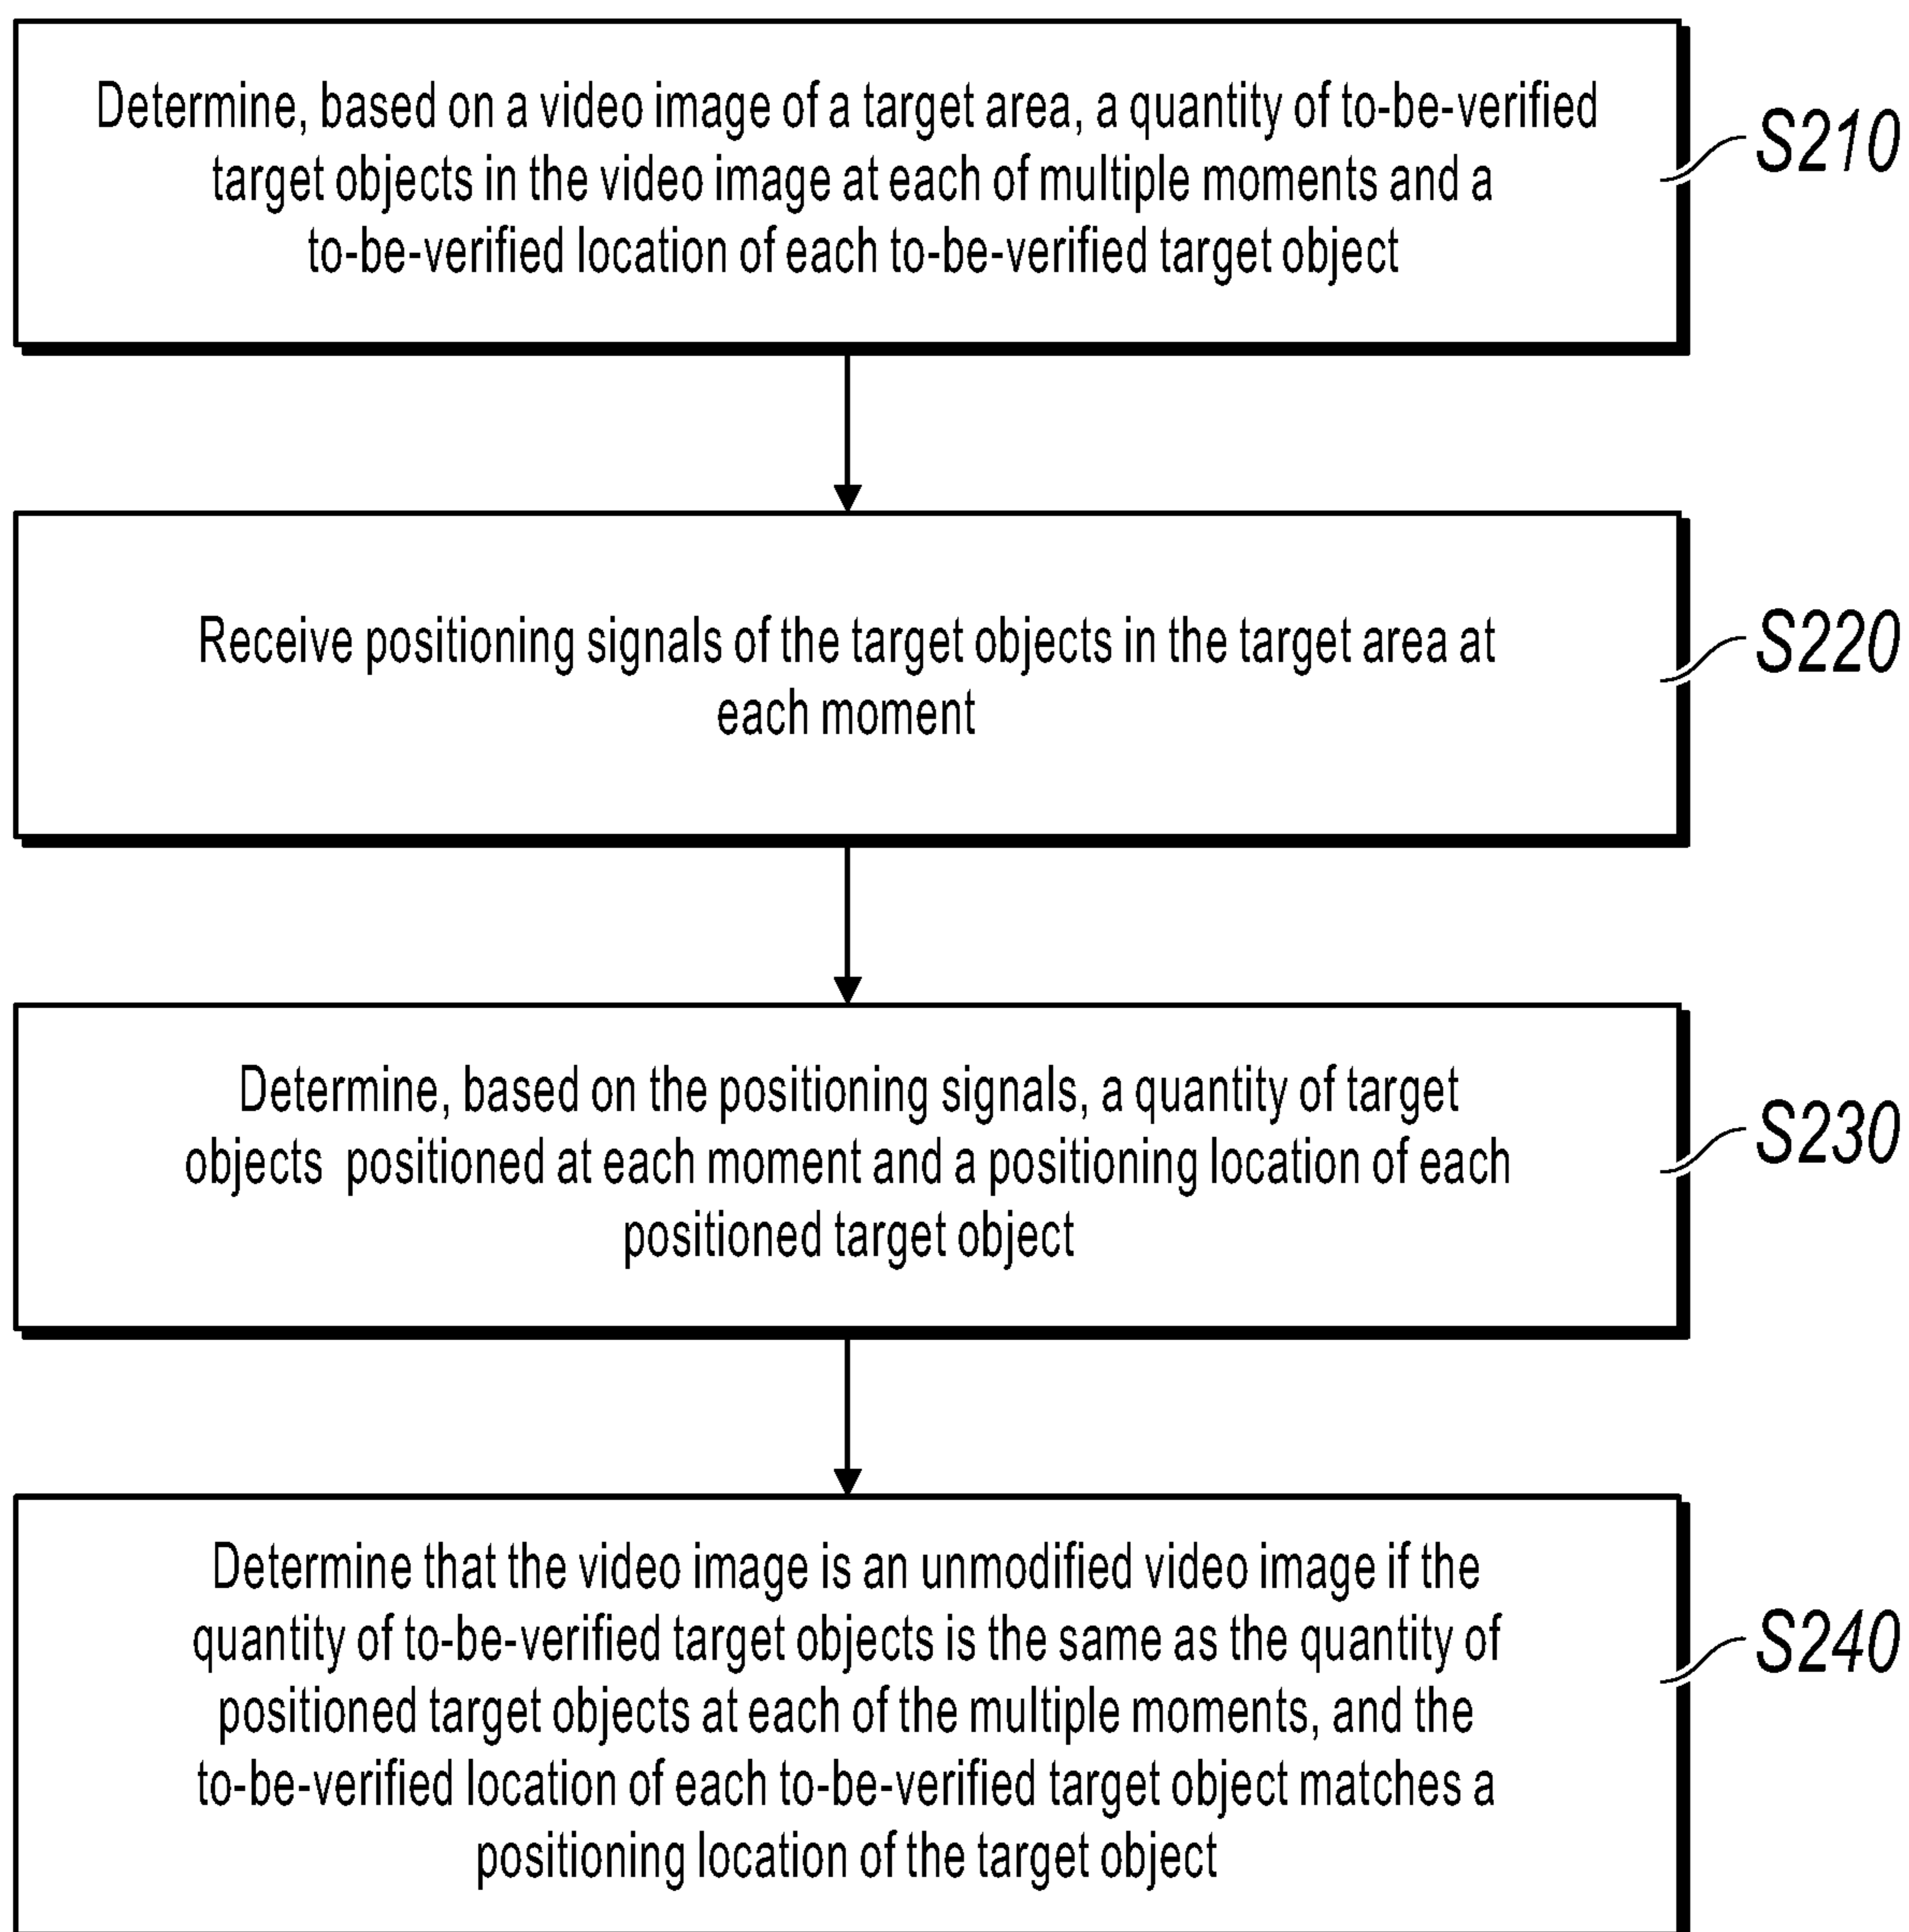 Determine, based on a video image of a target area, a quantity of to-be-verified
target objects in the video image at each of multiple moments and a
to-be-verified location of each to-be-verified target object
S210
Receive positioning signals of the target objects in the target area at
each moment
S220
Determine, based on the positioning signals, a quantity of target
objects positioned at each moment and a positioning location of each
positioned target object
S230
Determine that the video image is an unmodified video image if the
quantity of to-be-verified target objects is the same as the quantity of
positioned target objects at each of the multiple moments, and the
to-be-verified location of each to-be-verified target object matches a
positioning location of the target object
S240